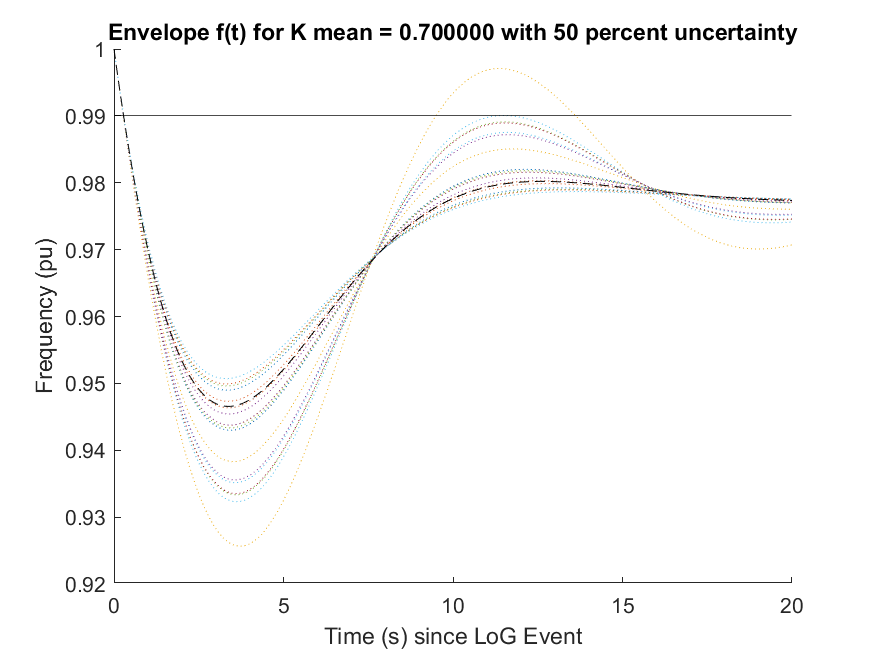 Envelope f(t) for K mean = 0.700000 with 50 percent uncertainty
1
0.99
0.98
0.97
0.96
0.95
0.94
0.93
0.92
Frequency (pu)
0 5 10 15 20
Time (s) since LoG Event